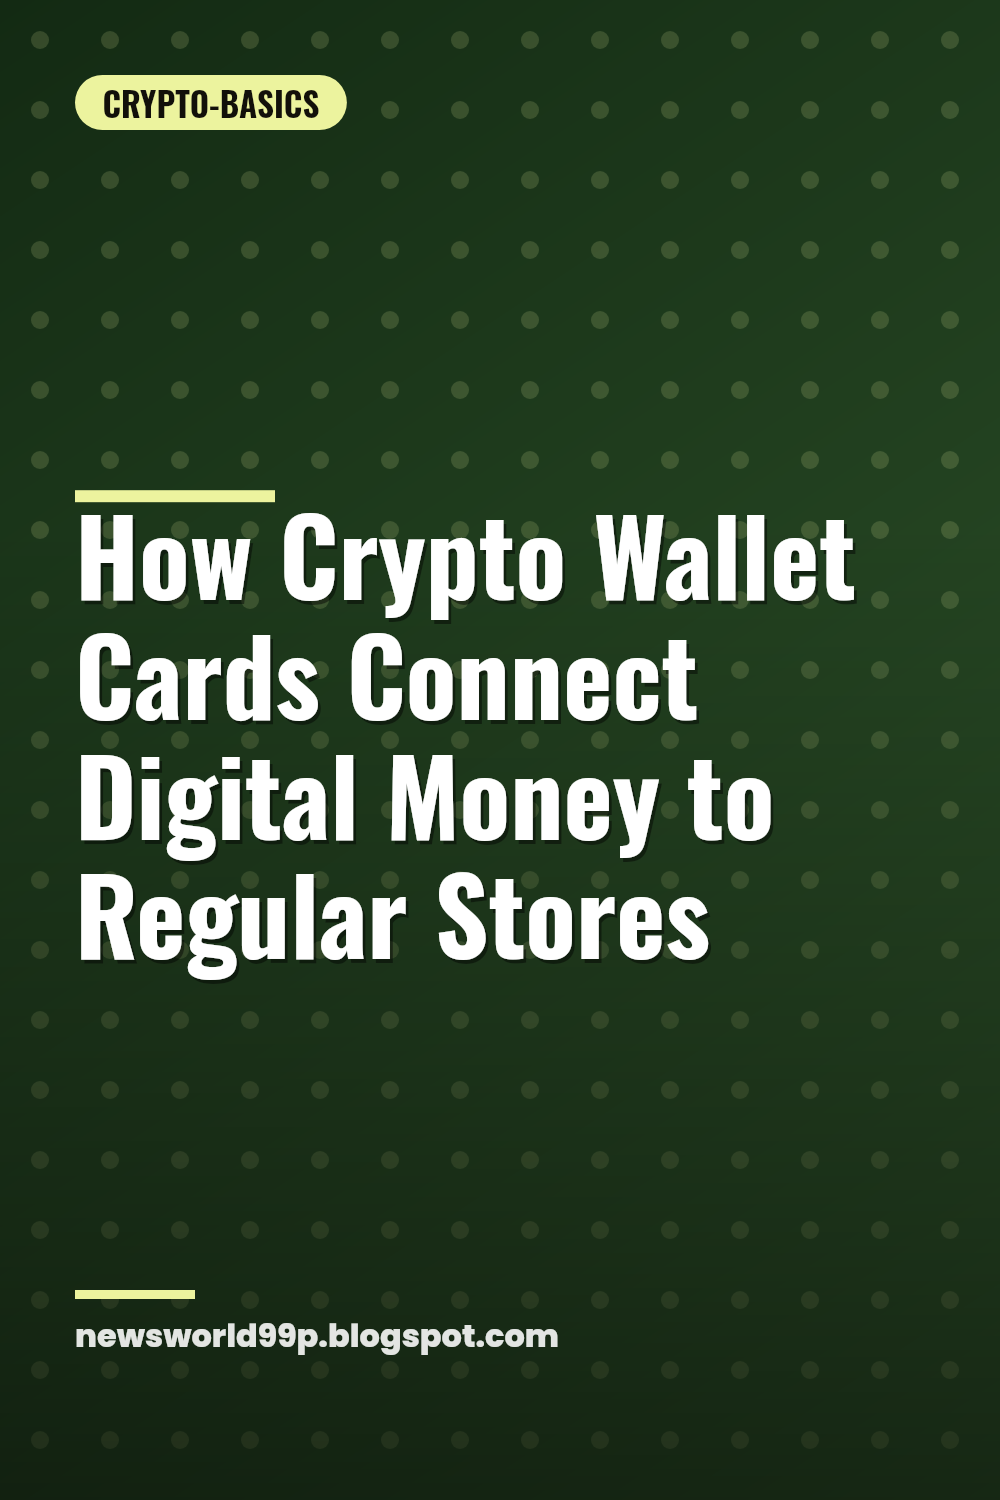 CRYPTO-BASICS
How Crypto Wallet
Cards Connect
Digital Money to
Regular Stores
newsworld99p.blogspot.com